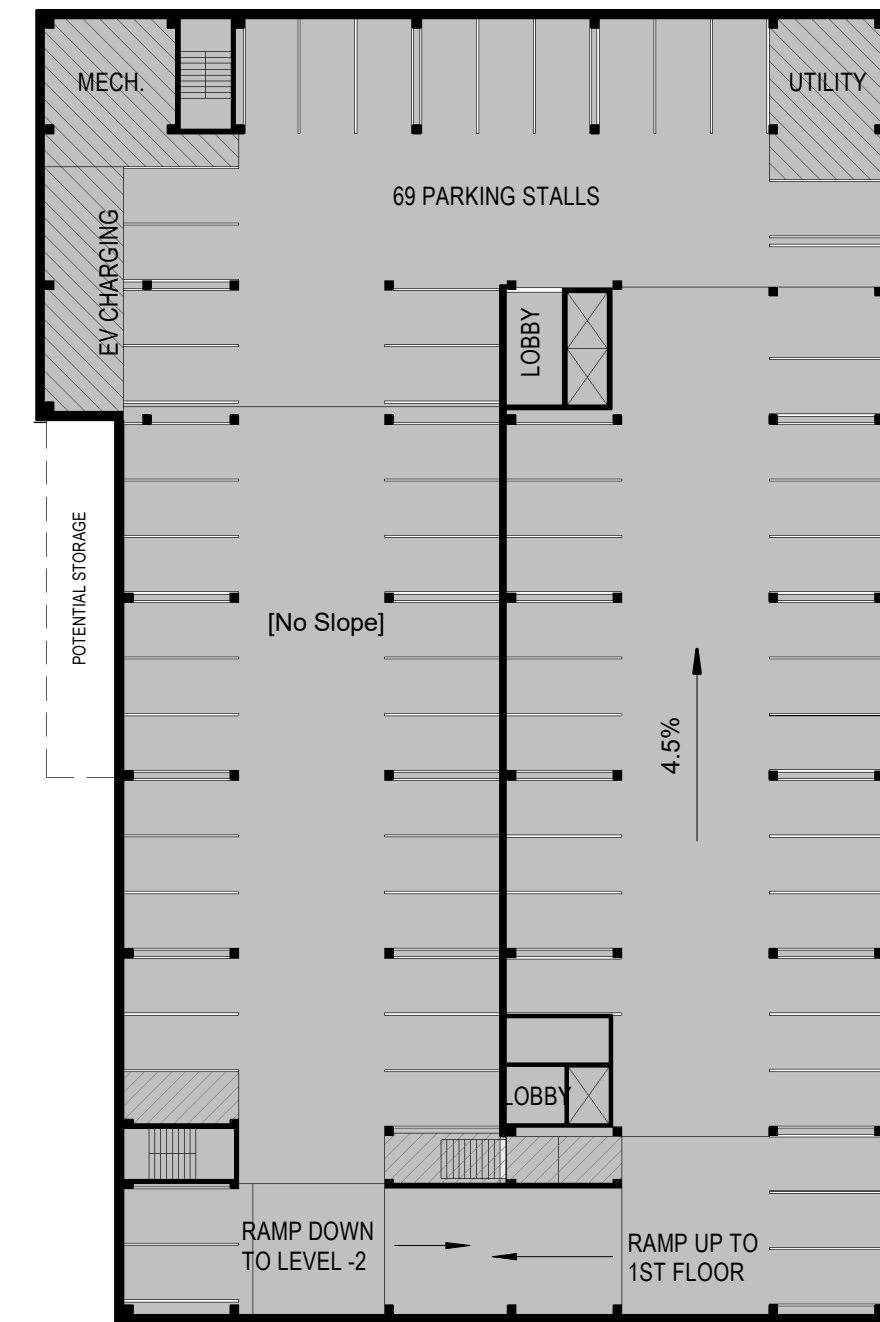 MECH.
UTILITY
69 PARKING STALLS
EV CHARGING
LOBBY
POTENTIAL STORAGE
[No Slope]
4.5%
LOBBY
RAMP DOWN
TO LEVEL -2
RAMP UP TO
1ST FLOOR